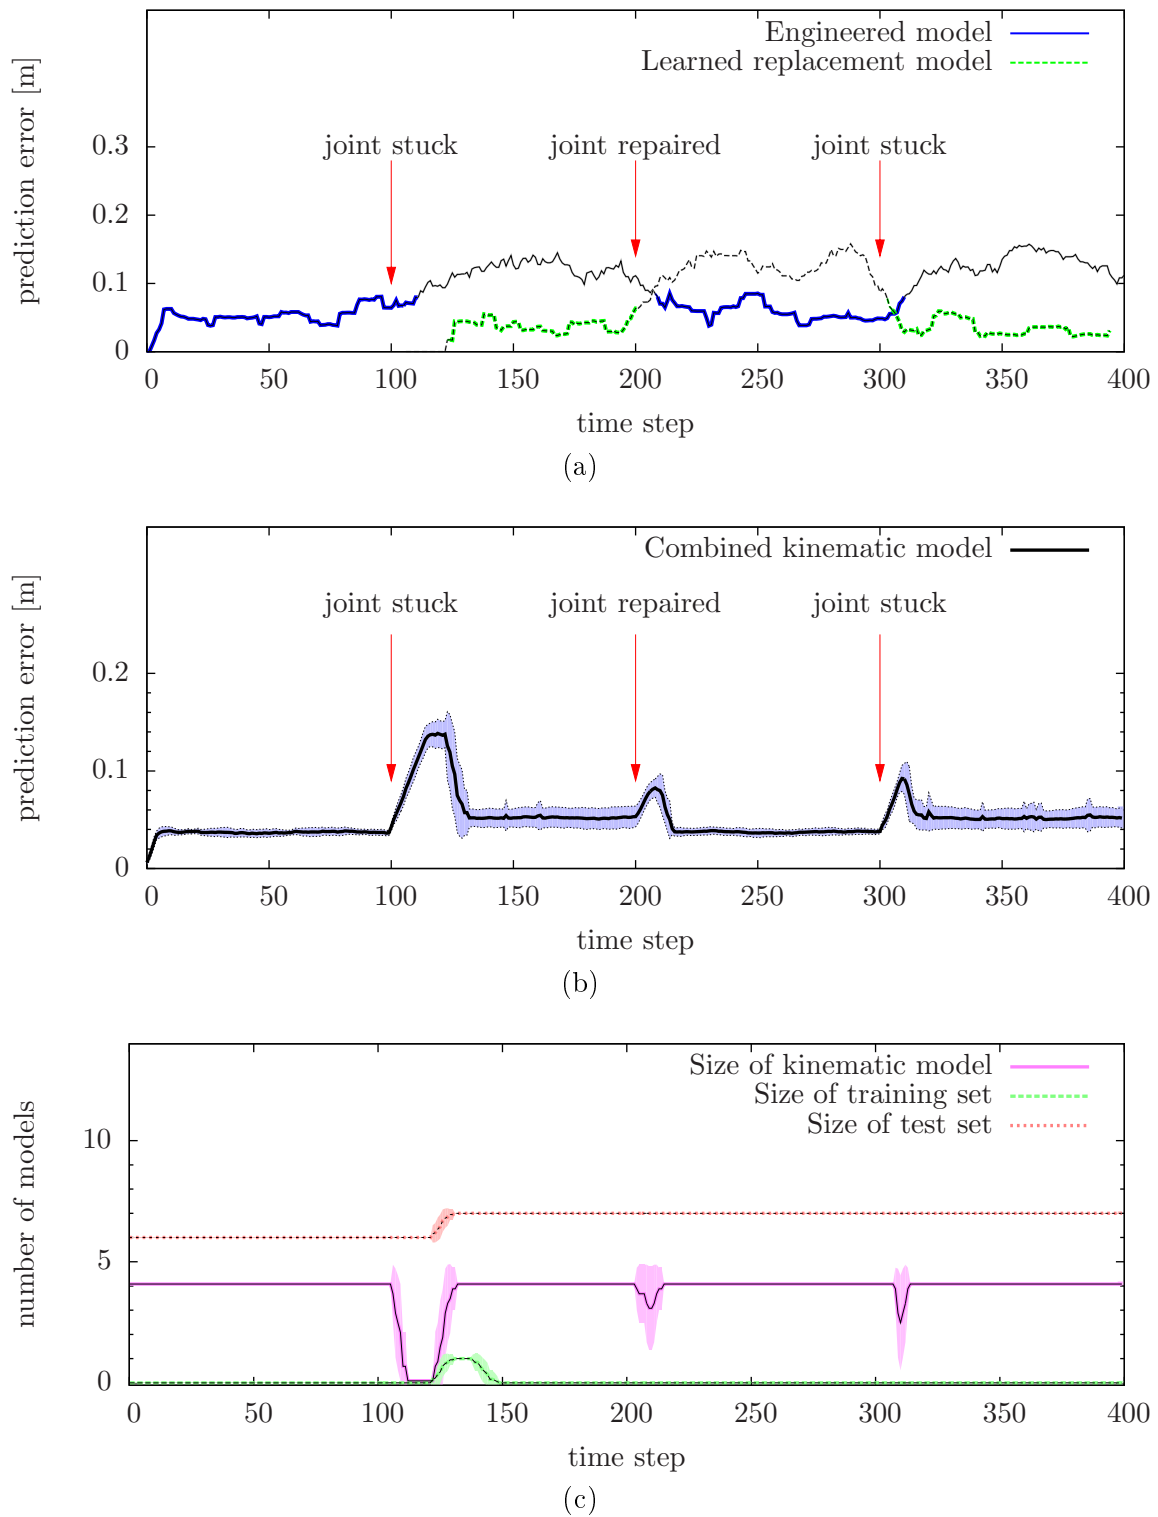 Engineered model
Learned replacement model
prediction error [m]
0.3
0.2
0.1
0
joint stuck
joint repaired
joint stuck
0 50 100 150 200 250 300 350 400
time step
(a)
Combined kinematic model
prediction error [m]
joint stuck
joint repaired
joint stuck
0.2
0.1
0
0 50 100 150 200 250 300 350 400
time step
(b)
Size of kinematic model
Size of training set
Size of test set
number of models
10
5
0
0 50 100 150 200 250 300 350 400
time step
(c)